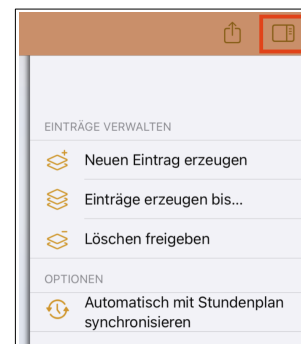 EINTRÄGE VERWALTEN
Neuen Eintrag erzeugen
Einträge erzeugen bis...
Löschen freigeben
OPTIONEN
Automatisch mit Stundenplan
synchronisieren